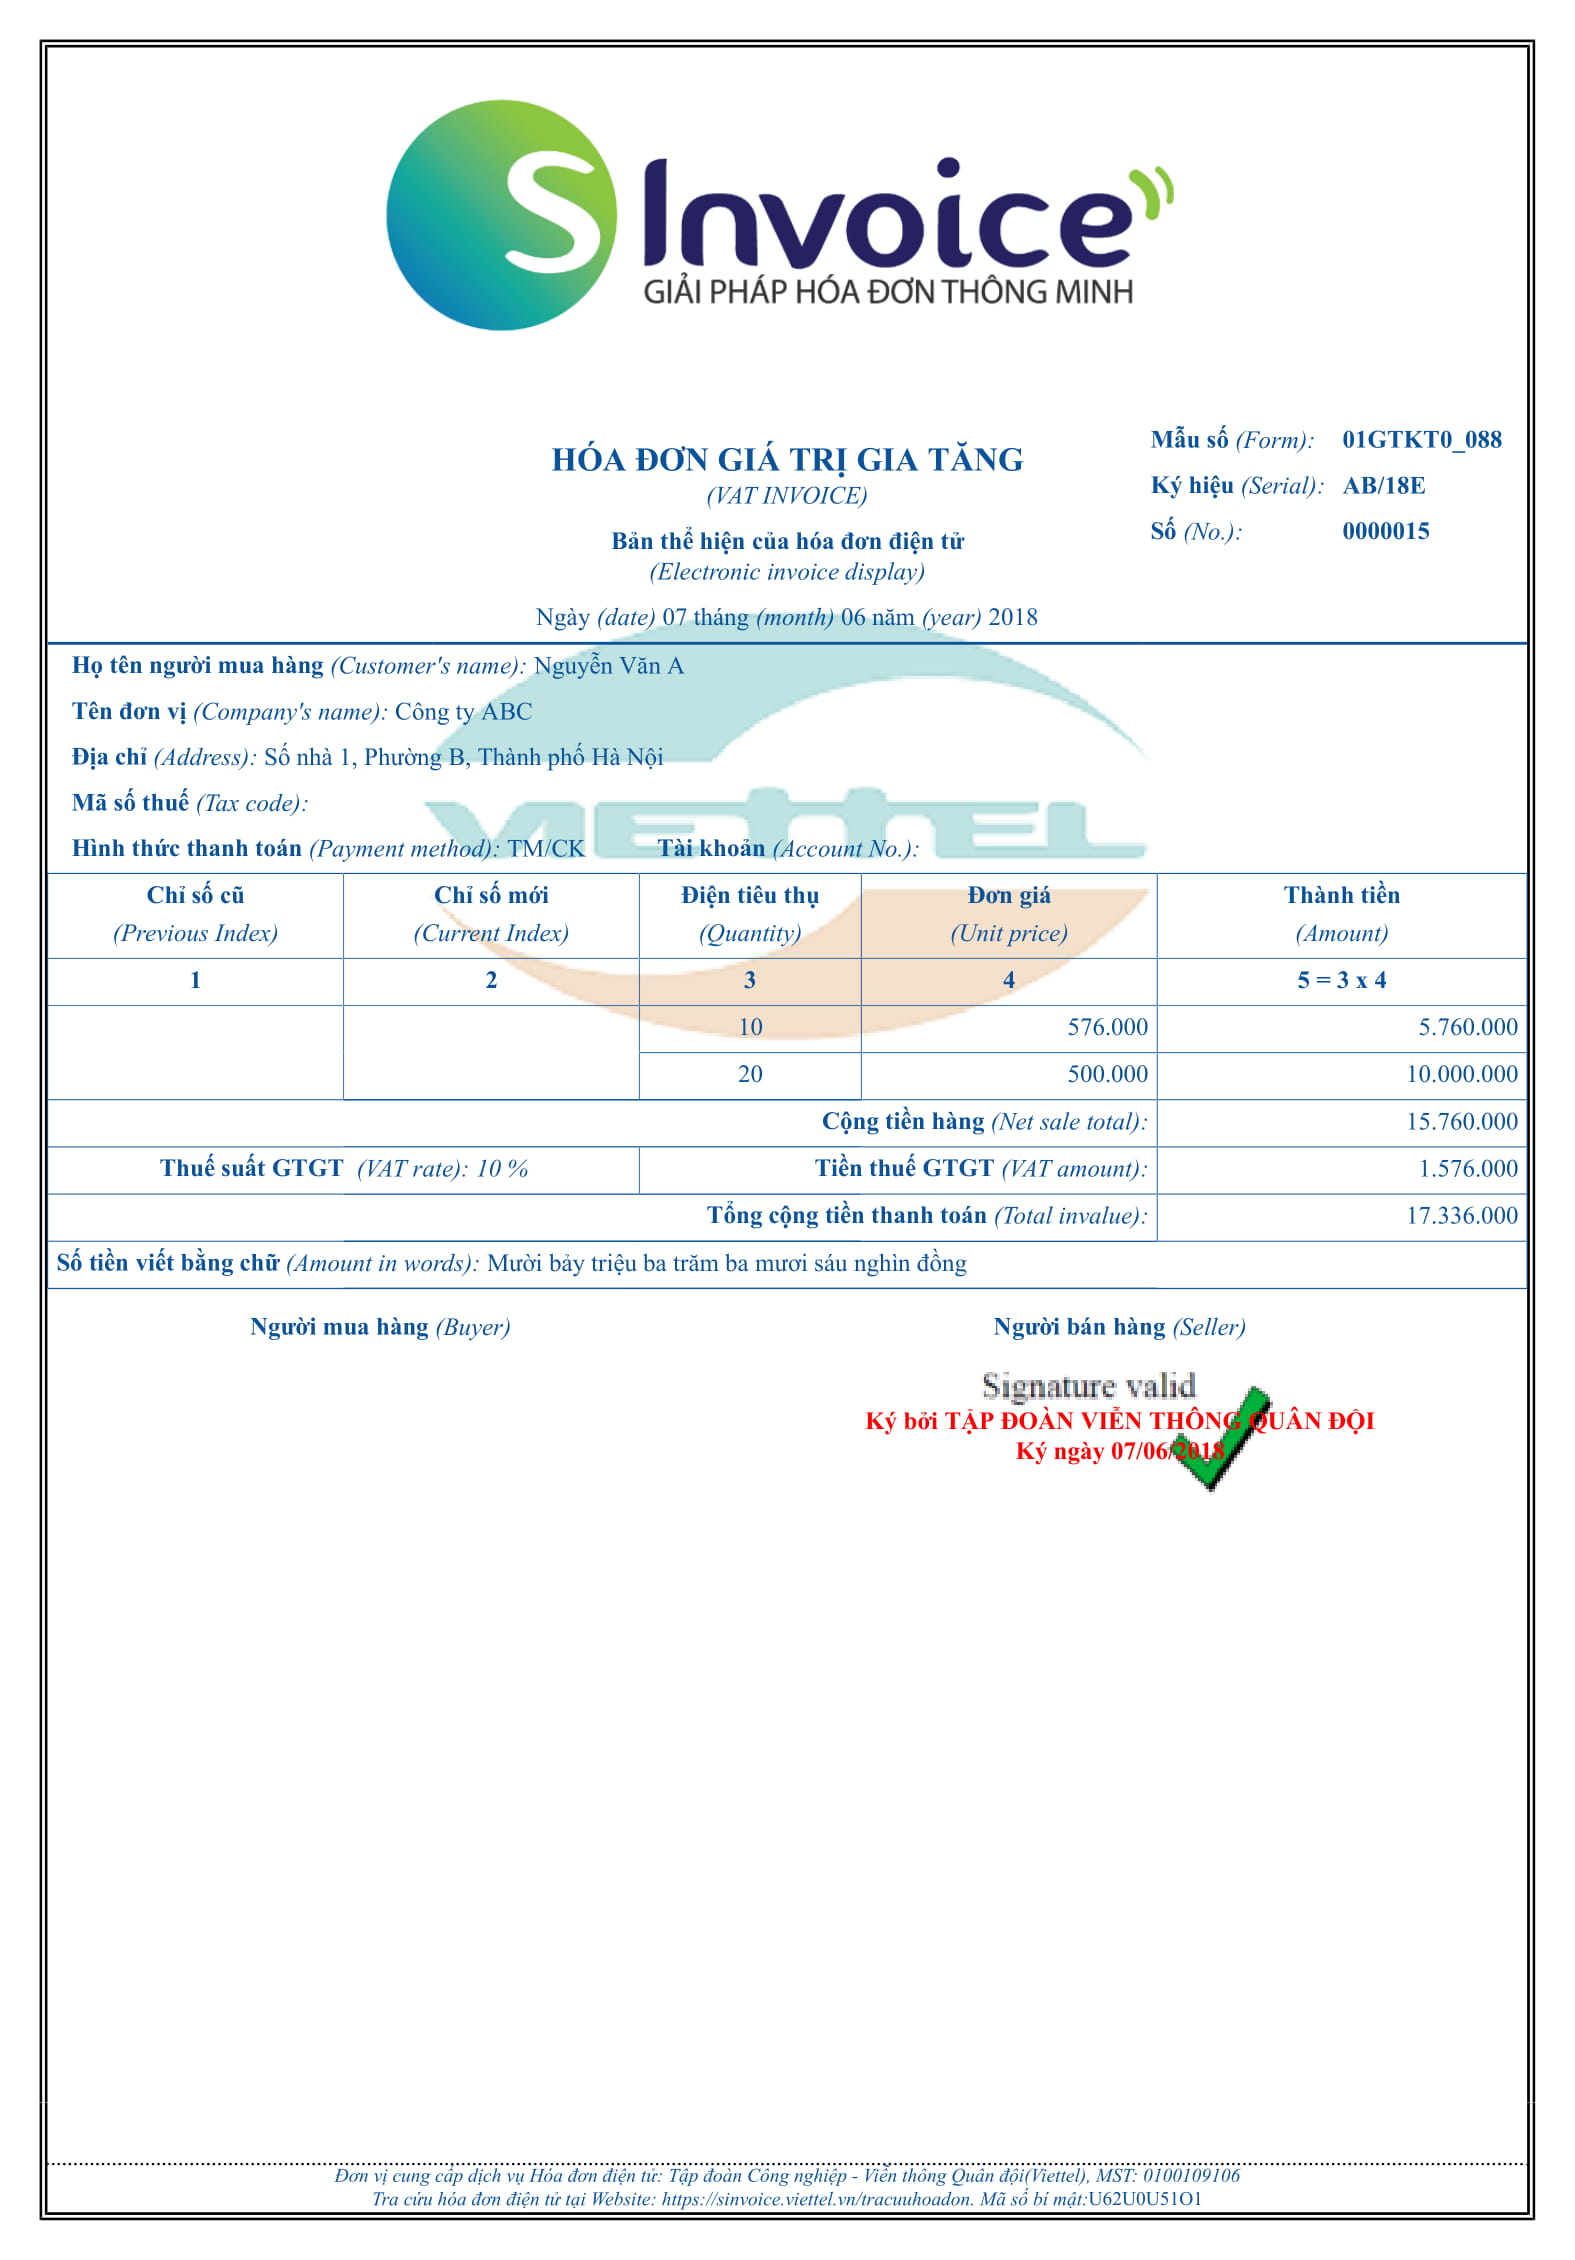 S Invoice
GIẢI PHÁP HÓA ĐƠN THÔNG MINH
HÓA ĐƠN GIÁ TRỊ GIA TĂNG
(VAT INVOICE)
Bản thể hiện của hóa đơn điện tử
(Electronic invoice display)
Ngày (date) 07 tháng (month) 06 năm (year) 2018
Mẫu số (Form): 01GTKT0_088
Ký hiệu (Serial): AB/18E
Số (No.): 0000015
Họ tên người mua hàng (Customer's name): Nguyễn Văn A
Tên đơn vị (Company's name): Công ty ABC
Địa chỉ (Address): Số nhà 1, Phường B, Thành phố Hà Nội
Mã số thuế (Tax code):
Hình thức thanh toán (Payment method): TM/CK Tài khoản (Account No.):
VIETTEL
Chỉ số cũ Chỉ số mới Điện tiêu thụ Đơn giá Thành tiền
(Previous Index) (Current Index) (Quantity) (Unit price) (Amount)
1 2 3 4 5 = 3 x 4
10 576.000 5.760.000
20 500.000 10.000.000
Cộng tiền hàng (Net sale total): 15.760.000
Thuế suất GTGT (VAT rate): 10 % Tiền thuế GTGT (VAT amount): 1.576.000
Tổng cộng tiền thanh toán (Total invalue): 17.336.000
Số tiền viết bằng chữ (Amount in words): Mười bảy triệu ba trăm ba mươi sáu nghìn đồng
Người mua hàng (Buyer) Người bán hàng (Seller)
Signature valid
Ký bởi TẬP ĐOÀN VIỄN THÔNG QUÂN ĐỘI
Ký ngày 07/06/2018
Đơn vị cung cấp dịch vụ Hóa đơn điện tử: Tập đoàn Công nghiệp - Viễn thông Quân đội(Viettel), MST: 0100109106
Tra cứu hóa đơn điện tử tại Website: https://sinvoice.viettel.vn/tracuuhoadon. Mã số bí mật:U62U0U51O1